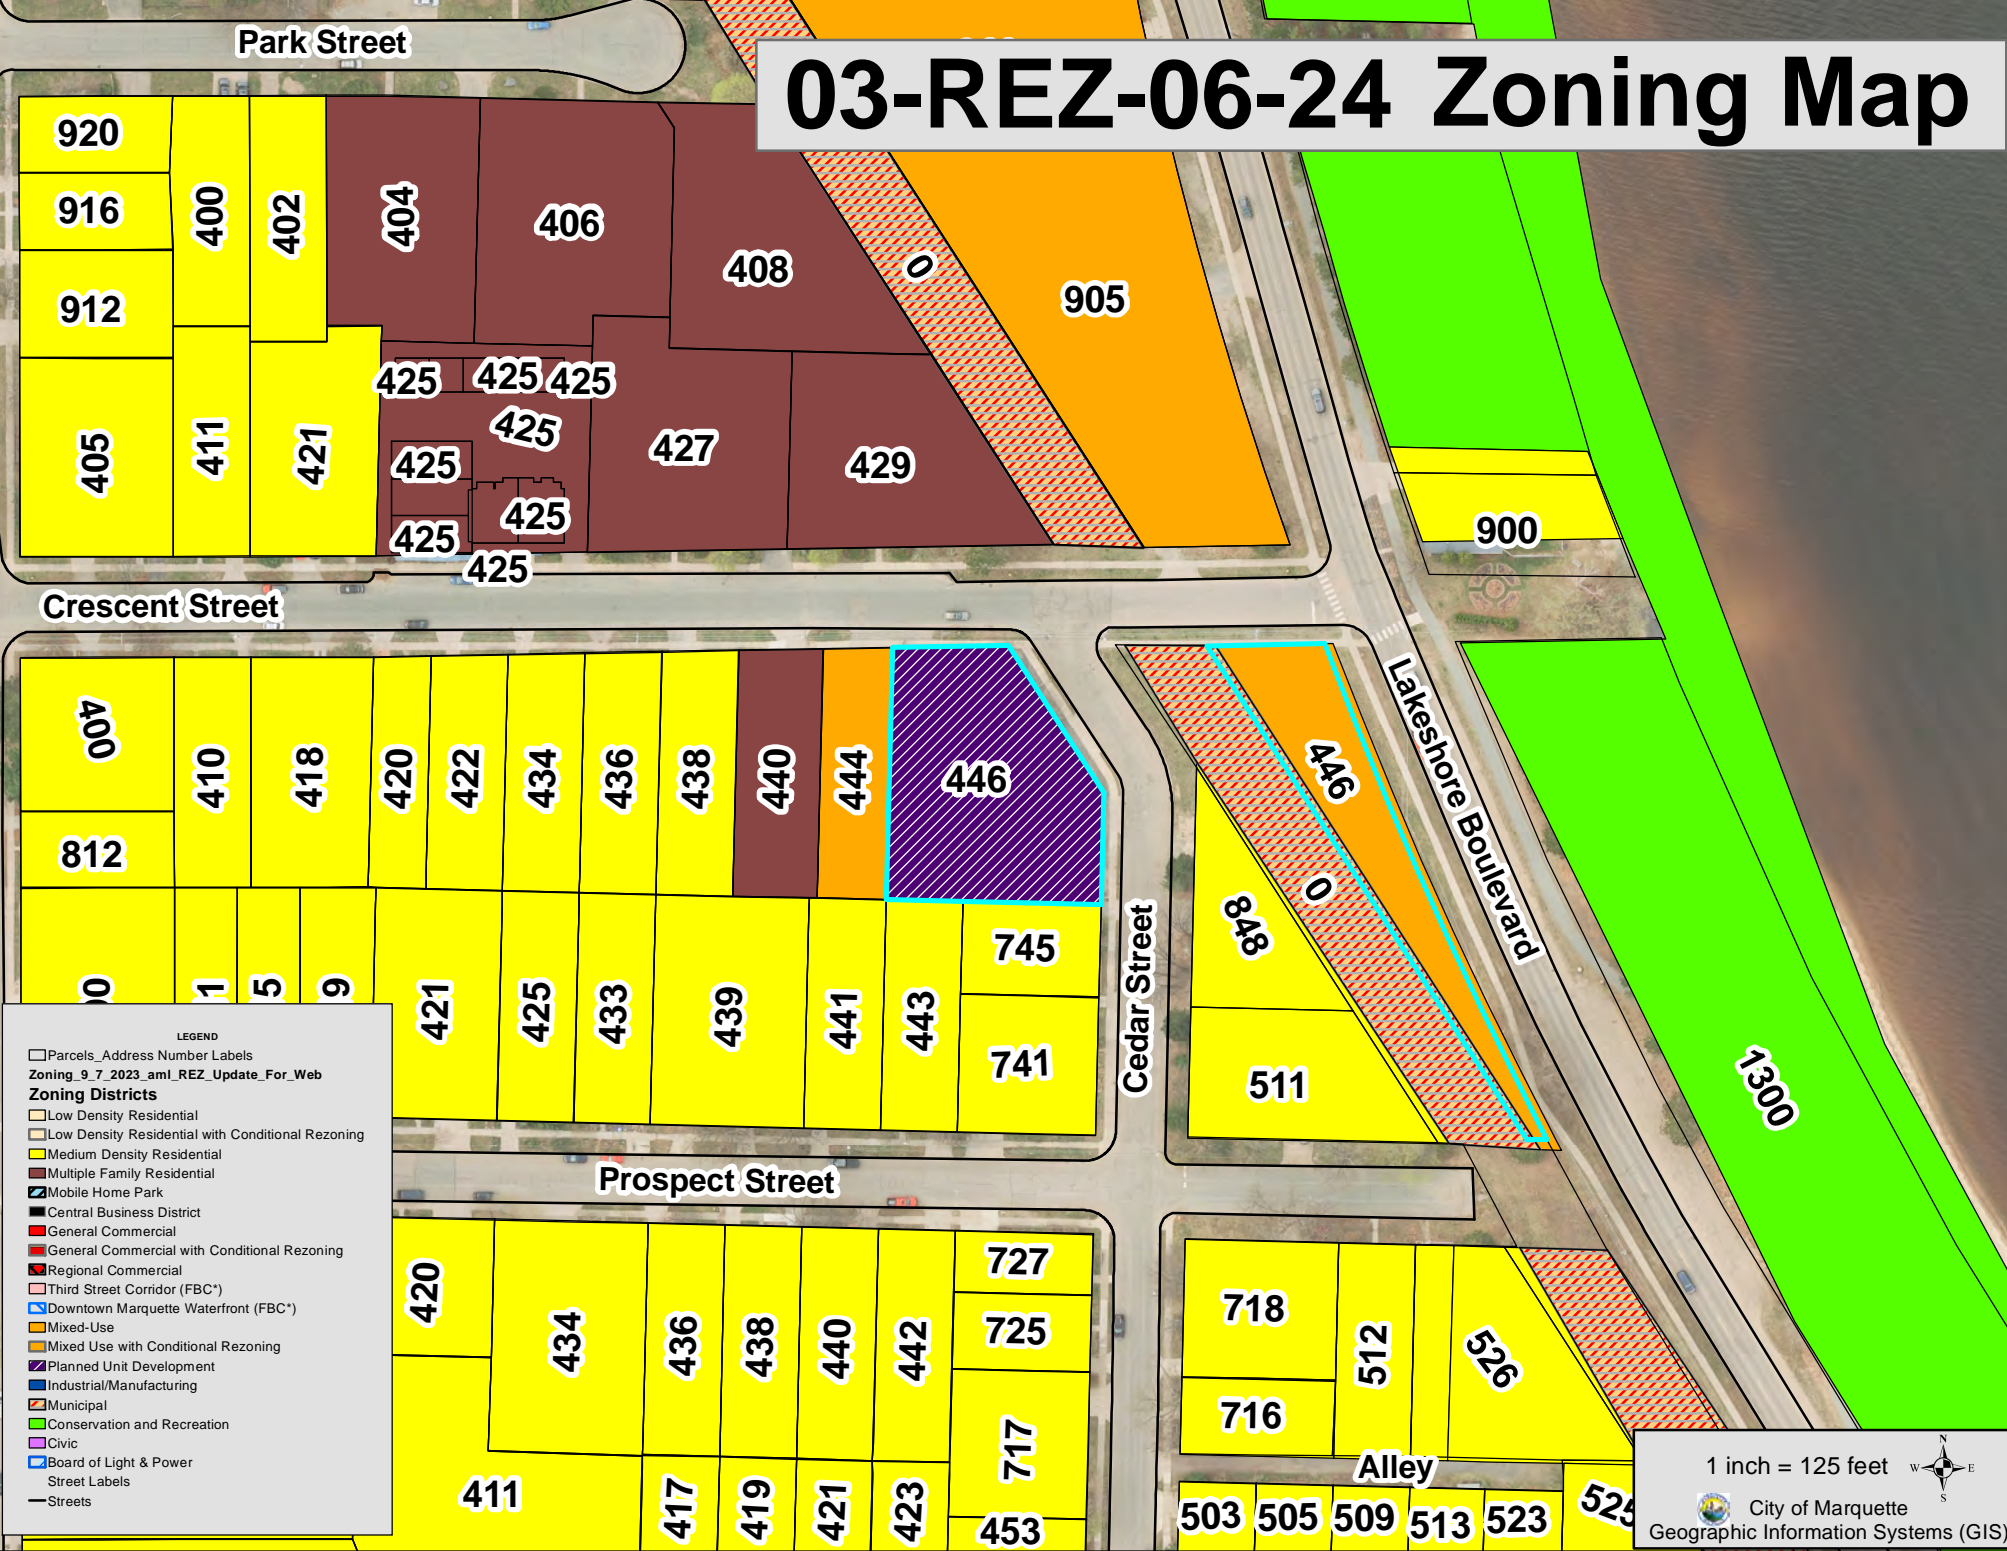 Park Street
03-REZ-06-24 Zoning Map
920
916
912
405
400
402
411
421
404
406
408
0
905
425
425
425
425
425
425
425
425
427
429
900
Crescent Street
400
812
410
418
420
422
434
436
438
440
444
446
446
0
848
511
Lakeshore Boulevard
1300
Cedar Street
421
425
433
439
441
443
745
741
Prospect Street
LEGEND
Parcels_Address Number Labels
Zoning_9_7_2023_aml_REZ_Update_For_Web
Zoning Districts
Low Density Residential
Low Density Residential with Conditional Rezoning
Medium Density Residential
Multiple Family Residential
Mobile Home Park
Central Business District
General Commercial
General Commercial with Conditional Rezoning
Regional Commercial
Third Street Corridor (FBC*)
Downtown Marquette Waterfront (FBC*)
Mixed-Use
Mixed Use with Conditional Rezoning
Planned Unit Development
Industrial/Manufacturing
Municipal
Conservation and Recreation
Civic
Board of Light & Power
Street Labels
Streets
420
434
436
438
440
442
727
725
717
453
411
417
419
421
423
718
716
512
526
Alley
503
505
509
513
523
525
1 inch = 125 feet
N
W
E
S
City of Marquette
Geographic Information Systems (GIS)